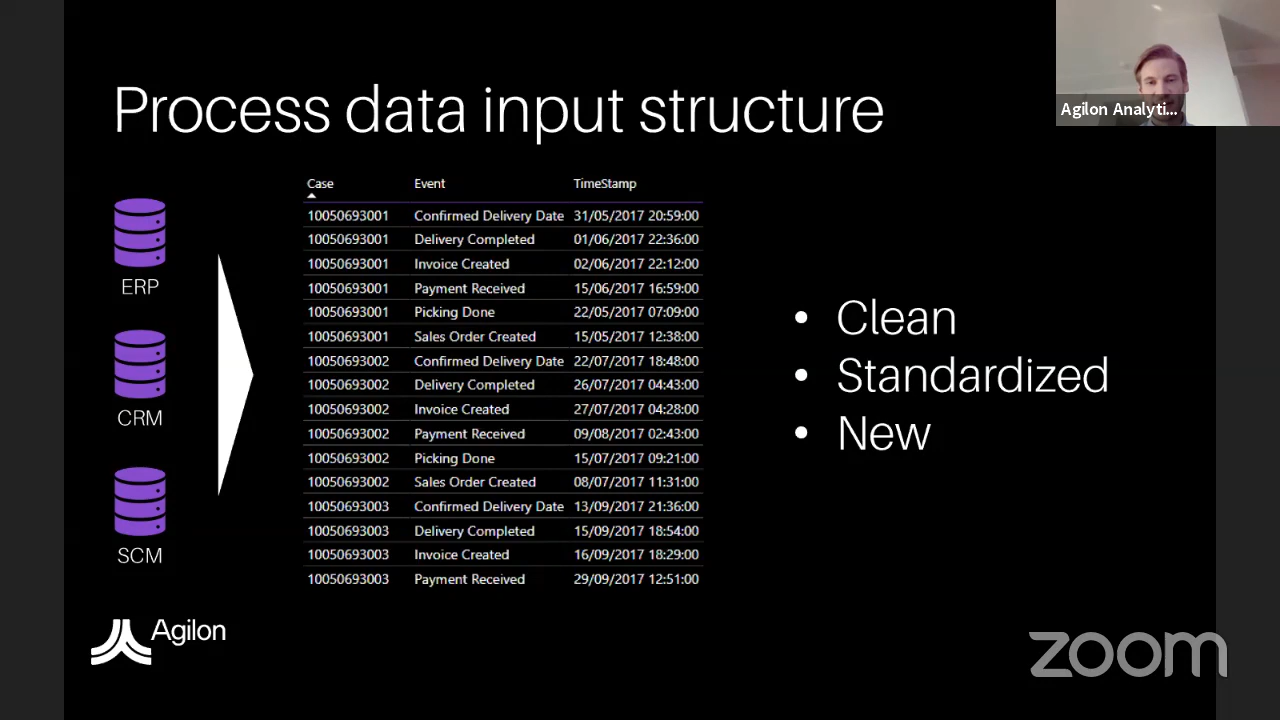 Process data input structure
Agilon Analyti...
Case Event TimeStamp
10050693001 Confirmed Delivery Date 31/05/2017 20:59:00
10050693001 Delivery Completed 01/06/2017 22:36:00
10050693001 Invoice Created 02/06/2017 22:12:00
10050693001 Payment Received 15/06/2017 16:59:00
10050693001 Picking Done 22/05/2017 07:09:00
10050693001 Sales Order Created 15/05/2017 12:38:00
10050693002 Confirmed Delivery Date 22/07/2017 18:48:00
10050693002 Delivery Completed 26/07/2017 04:43:00
10050693002 Invoice Created 27/07/2017 04:28:00
10050693002 Payment Received 09/08/2017 02:43:00
10050693002 Picking Done 15/07/2017 09:21:00
10050693002 Sales Order Created 08/07/2017 11:31:00
10050693003 Confirmed Delivery Date 13/09/2017 21:36:00
10050693003 Delivery Completed 15/09/2017 18:54:00
10050693003 Invoice Created 16/09/2017 18:29:00
10050693003 Payment Received 29/09/2017 12:51:00
ERP
CRM
SCM
• Clean
• Standardized
• New
Agilon
zoom